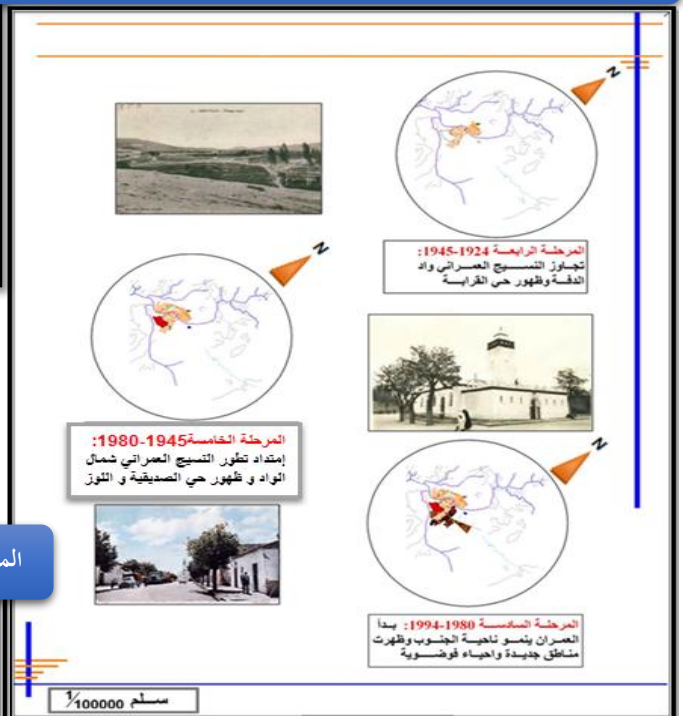 N
المرحلة الرابعة 1924-1945:
تجاوز النسيج العمراني واد
الدفة وظهور حي القرابة
N
المرحلة الخامسة1945-1980:
إمتداد تطور النسيج العمراني شمال
الواد و ظهور حي الصديقية و اللوز
N
المرحلة السادسة 1980-1994: بدأ
العمران ينمو ناحية الجنوب وظهرت
مناطق جديدة واحياء فوضوية
سلم 1/100000